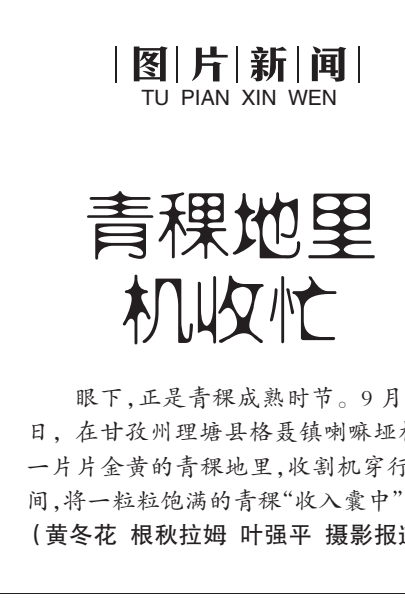 图片新闻
TU PIAN XIN WEN
青稞地里
机收忙
眼下,正是青稞成熟时节。9月
日,在甘孜州理塘县格聂镇喇嘛垭
一片片金黄的青稞地里,收割机穿行
间,将一粒粒饱满的青稞“收入囊中”
(黄冬花 根秋拉姆 叶强平 摄影报